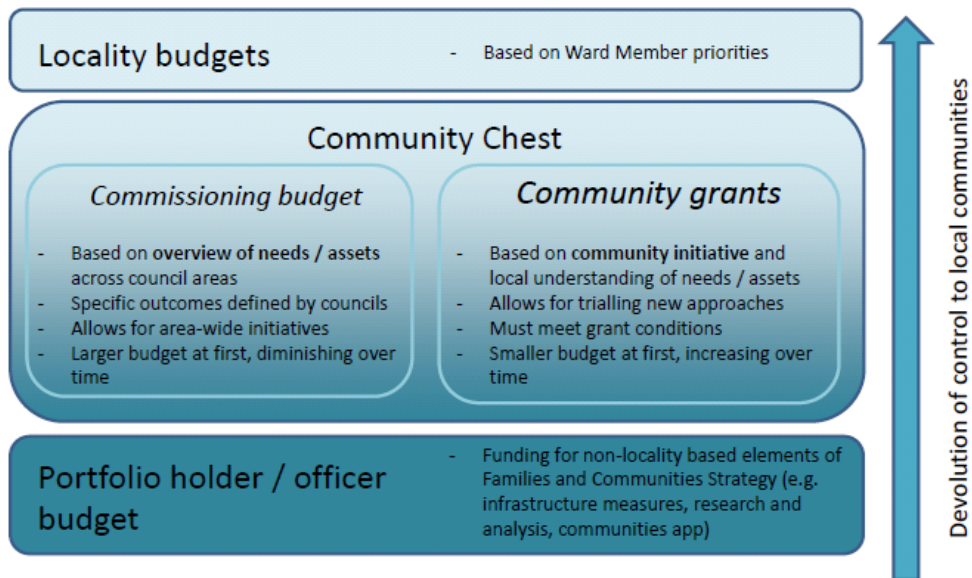 Locality budgets
- Based on Ward Member priorities
Community Chest
Commissioning budget
- Based on overview of needs / assets
across council areas
- Specific outcomes defined by councils
- Allows for area-wide initiatives
- Larger budget at first, diminishing over
time
Community grants
- Based on community initiative and
local understanding of needs / assets
- Allows for trialling new approaches
- Must meet grant conditions
- Smaller budget at first, increasing over
time
Portfolio holder / officer
budget
- Funding for non-locality based elements of
Families and Communities Strategy (e.g.
infrastructure measures, research and
analysis, communities app)
Devolution of control to local communities